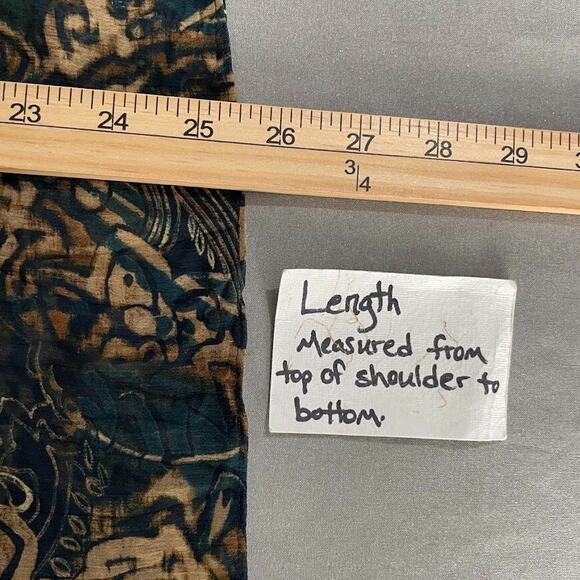 23 24 25 26 27 28 29
3/4
Length
Measured from
top of shoulder to
bottom.